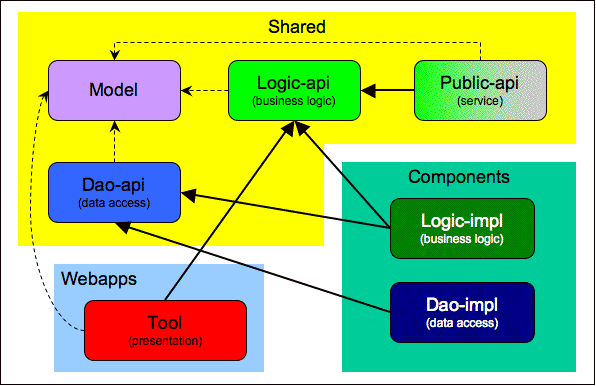 Shared
Model
Logic-api
(business logic)
Public-api
(service)
Dao-api
(data access)
Components
Logic-impl
(business logic)
Webapps
Dao-impl
(data access)
Tool
(presentation)